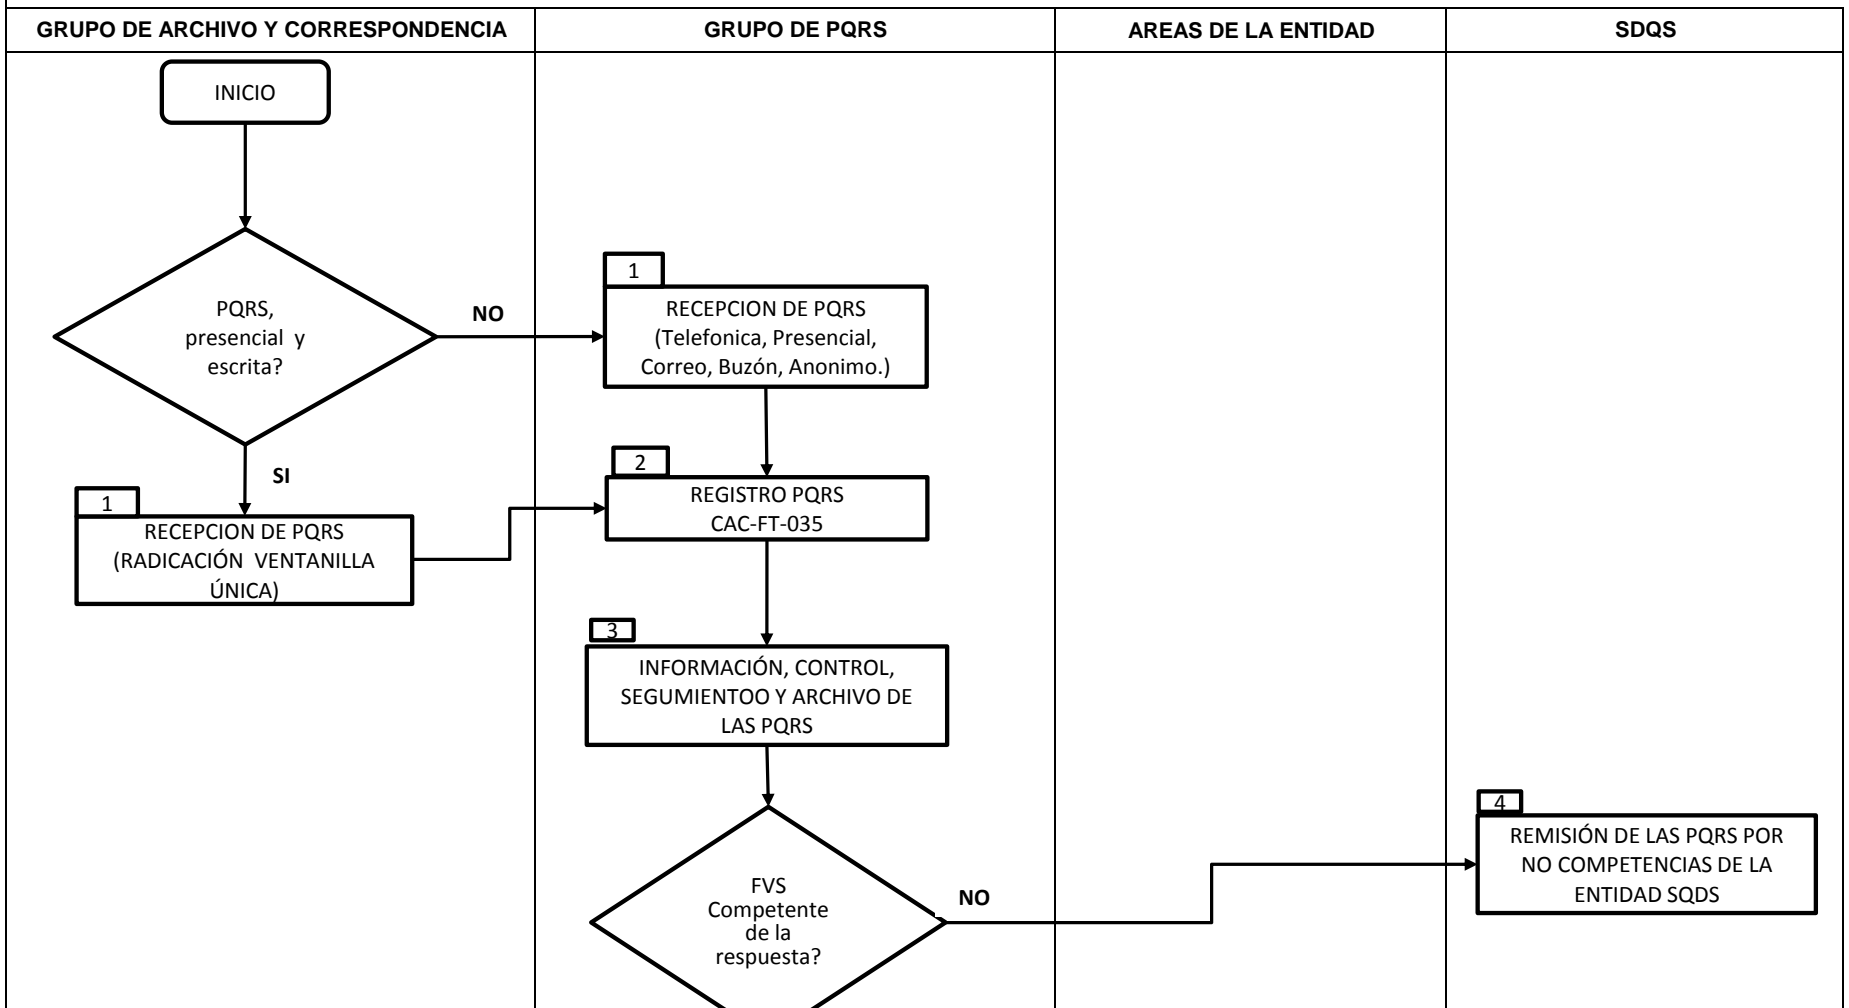 GRUPO DE ARCHIVO Y CORRESPONDENCIA
GRUPO DE PQRS
AREAS DE LA ENTIDAD
SDQS
INICIO
PQRS,
presencial y
escrita?
NO
1
RECEPCION DE PQRS
(Telefonica, Presencial,
Correo, Buzón, Anonimo.)
SI
1
RECEPCION DE PQRS
(RADICACIÓN VENTANILLA
ÚNICA)
2
REGISTRO PQRS
CAC-FT-035
3
INFORMACIÓN, CONTROL,
SEGUMIENTOO Y ARCHIVO DE
LAS PQRS
FVS
Competente
de la
respuesta?
NO
4
REMISIÓN DE LAS PQRS POR
NO COMPETENCIAS DE LA
ENTIDAD SQDS